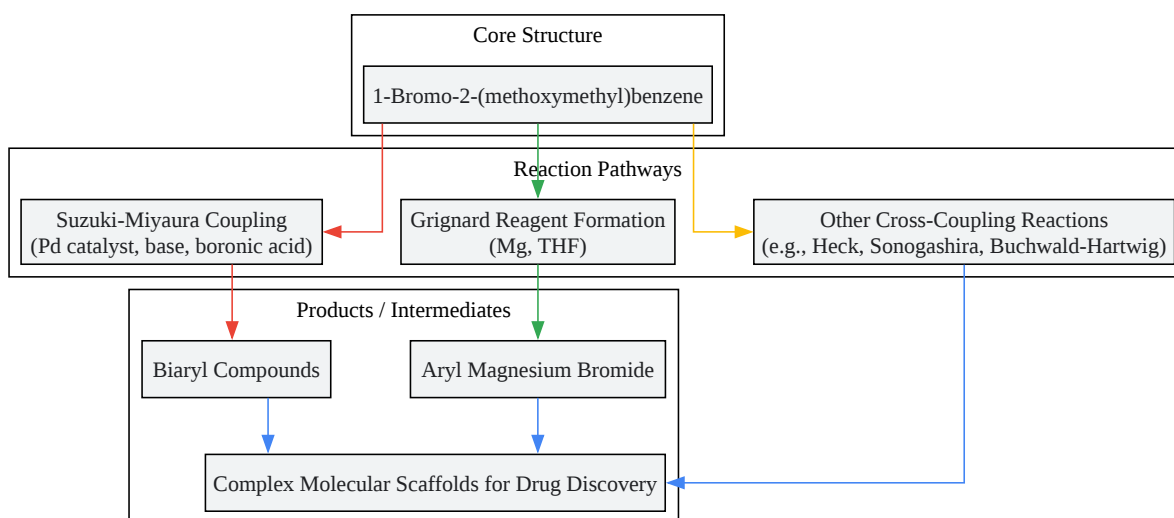 Core Structure
1-Bromo-2-(methoxymethyl)benzene
Reaction Pathways
Suzuki-Miyaura Coupling
(Pd catalyst, base, boronic acid)
Grignard Reagent Formation
(Mg, THF)
Other Cross-Coupling Reactions
(e.g., Heck, Sonogashira, Buchwald-Hartwig)
Products / Intermediates
Biaryl Compounds
Aryl Magnesium Bromide
Complex Molecular Scaffolds for Drug Discovery